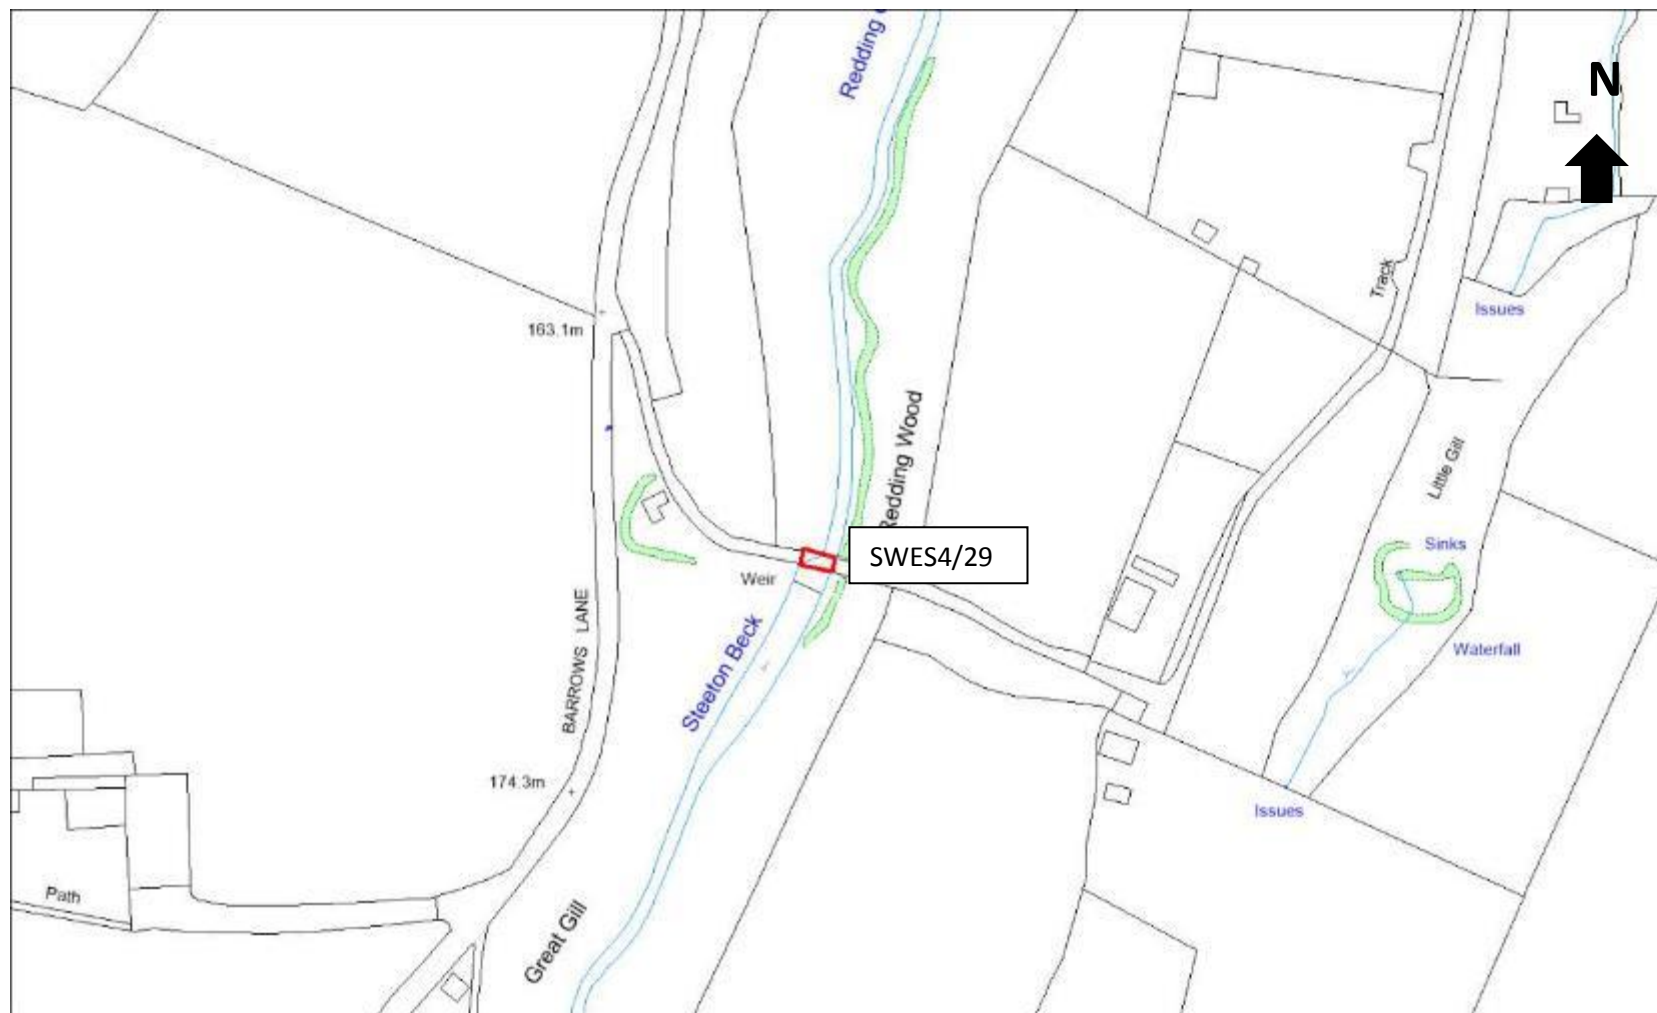 Redding
N
Issues
Track
163.1m
Redding Wood
Little Gill
SWES4/29
Sinks
Weir
BARROWS LANE
Steeton Beck
Waterfall
174.3m
Issues
Path
Great Gill